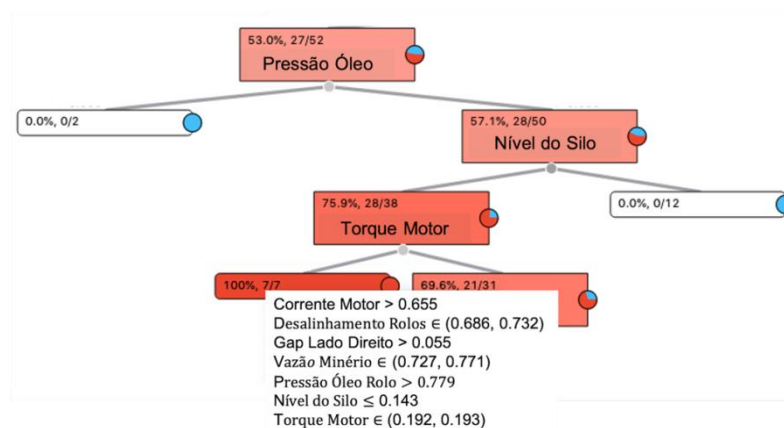 53.0%, 27/52
Pressão Óleo
0.0%, 0/2
57.1%, 28/50
Nível do Silo
75.9%, 28/38
Torque Motor
0.0%, 0/12
100%, 7/7
69.6%, 21/31
Corrente Motor > 0.655
Desalinhamento Rolos ∈ (0.686, 0.732)
Gap Lado Direito > 0.055
Vazão Minério ∈ (0.727, 0.771)
Pressão Óleo Rolo > 0.779
Nível do Silo ≤ 0.143
Torque Motor ∈ (0.192, 0.193)